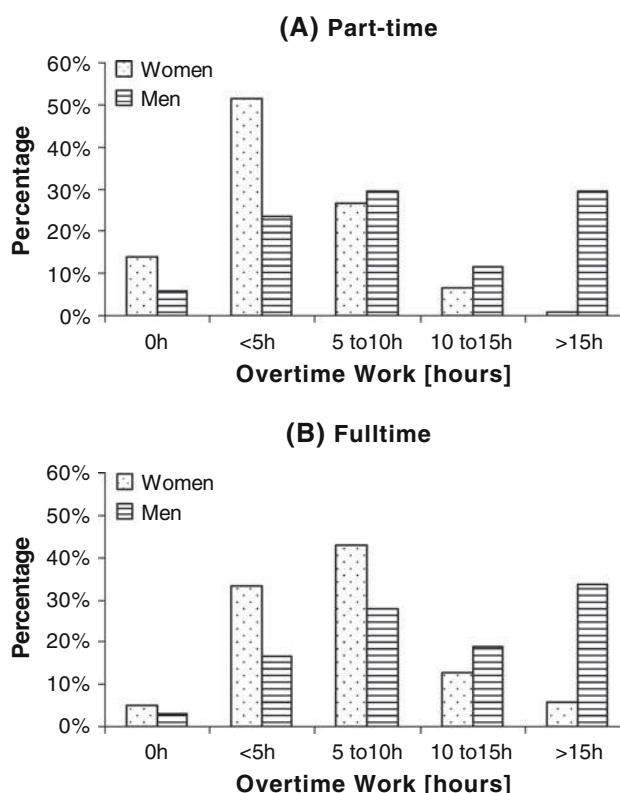 (A) Part-time
60%
50%
40%
30%
20%
10%
0%
Percentage
Women
Men
0h
<5h
5 to10h
10 to15h
>15h
Overtime Work [hours]
(B) Fulltime
60%
50%
40%
30%
20%
10%
0%
Percentage
Women
Men
0h
<5h
5 to10h
10 to15h
>15h
Overtime Work [hours]